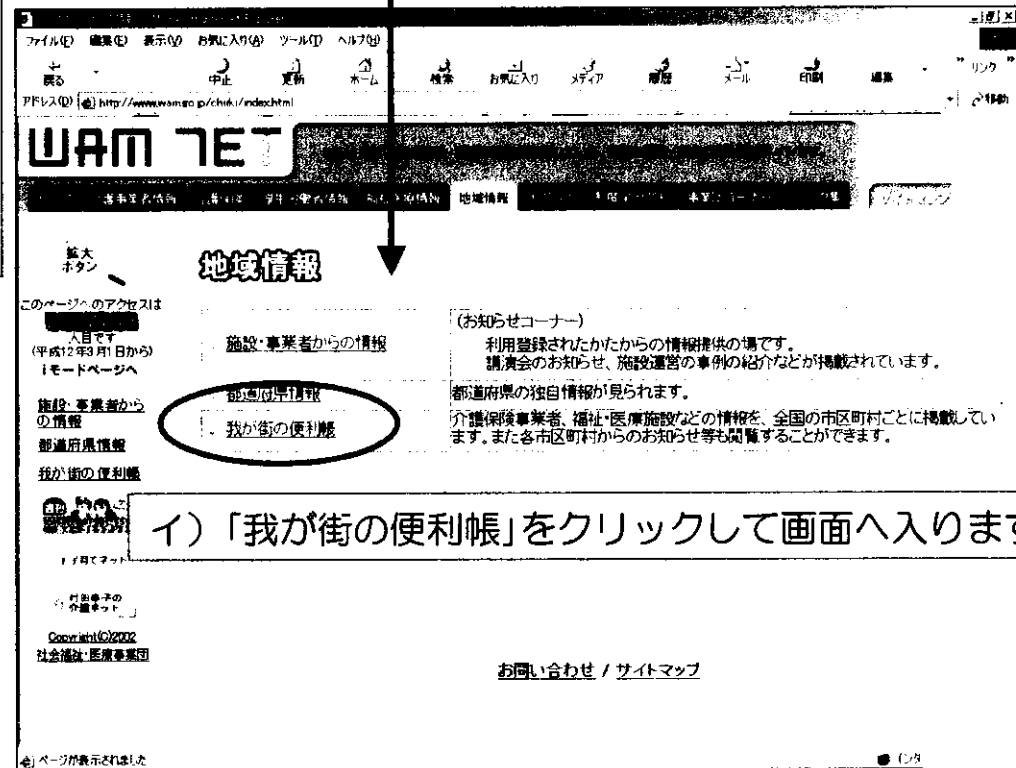 ファイル(F) 編集(E) 表示(V) お気に入り(A) ツール(T) ヘルプ(H)
戻る 中止 更新 ホーム 検索 お気に入り メディア 履歴 メール 印刷 編集 リンク
アドレス(D) http://www.wam.go.jp/chiiki/index.html 移動
WAM NET
地域情報
拡大
ボタン
地域情報
このページへのアクセスは
人目です
(平成12年3月1日から)
iモードページへ
施設・事業者から
の情報
都道府県情報
我が街の便利帳
施設・事業者からの情報
(お知らせコーナー)
利用登録されたかたからの情報提供の場です。
講演会のお知らせ、施設運営の事例の紹介などが掲載されています。
都道府県情報
都道府県の独自情報が見られます。
我が街の便利帳
介護保険事業者、福祉・医療施設などの情報を、全国の市区町村ごとに掲載してい
ます。また各市区町村からのお知らせ等も閲覧することができます。
イ)「我が街の便利帳」をクリックして画面へ入ります
村田幸子の
介護ネット
Copyright(C)2002
社会福祉・医療事業団
お問い合わせ / サイトマップ
ページが表示されました